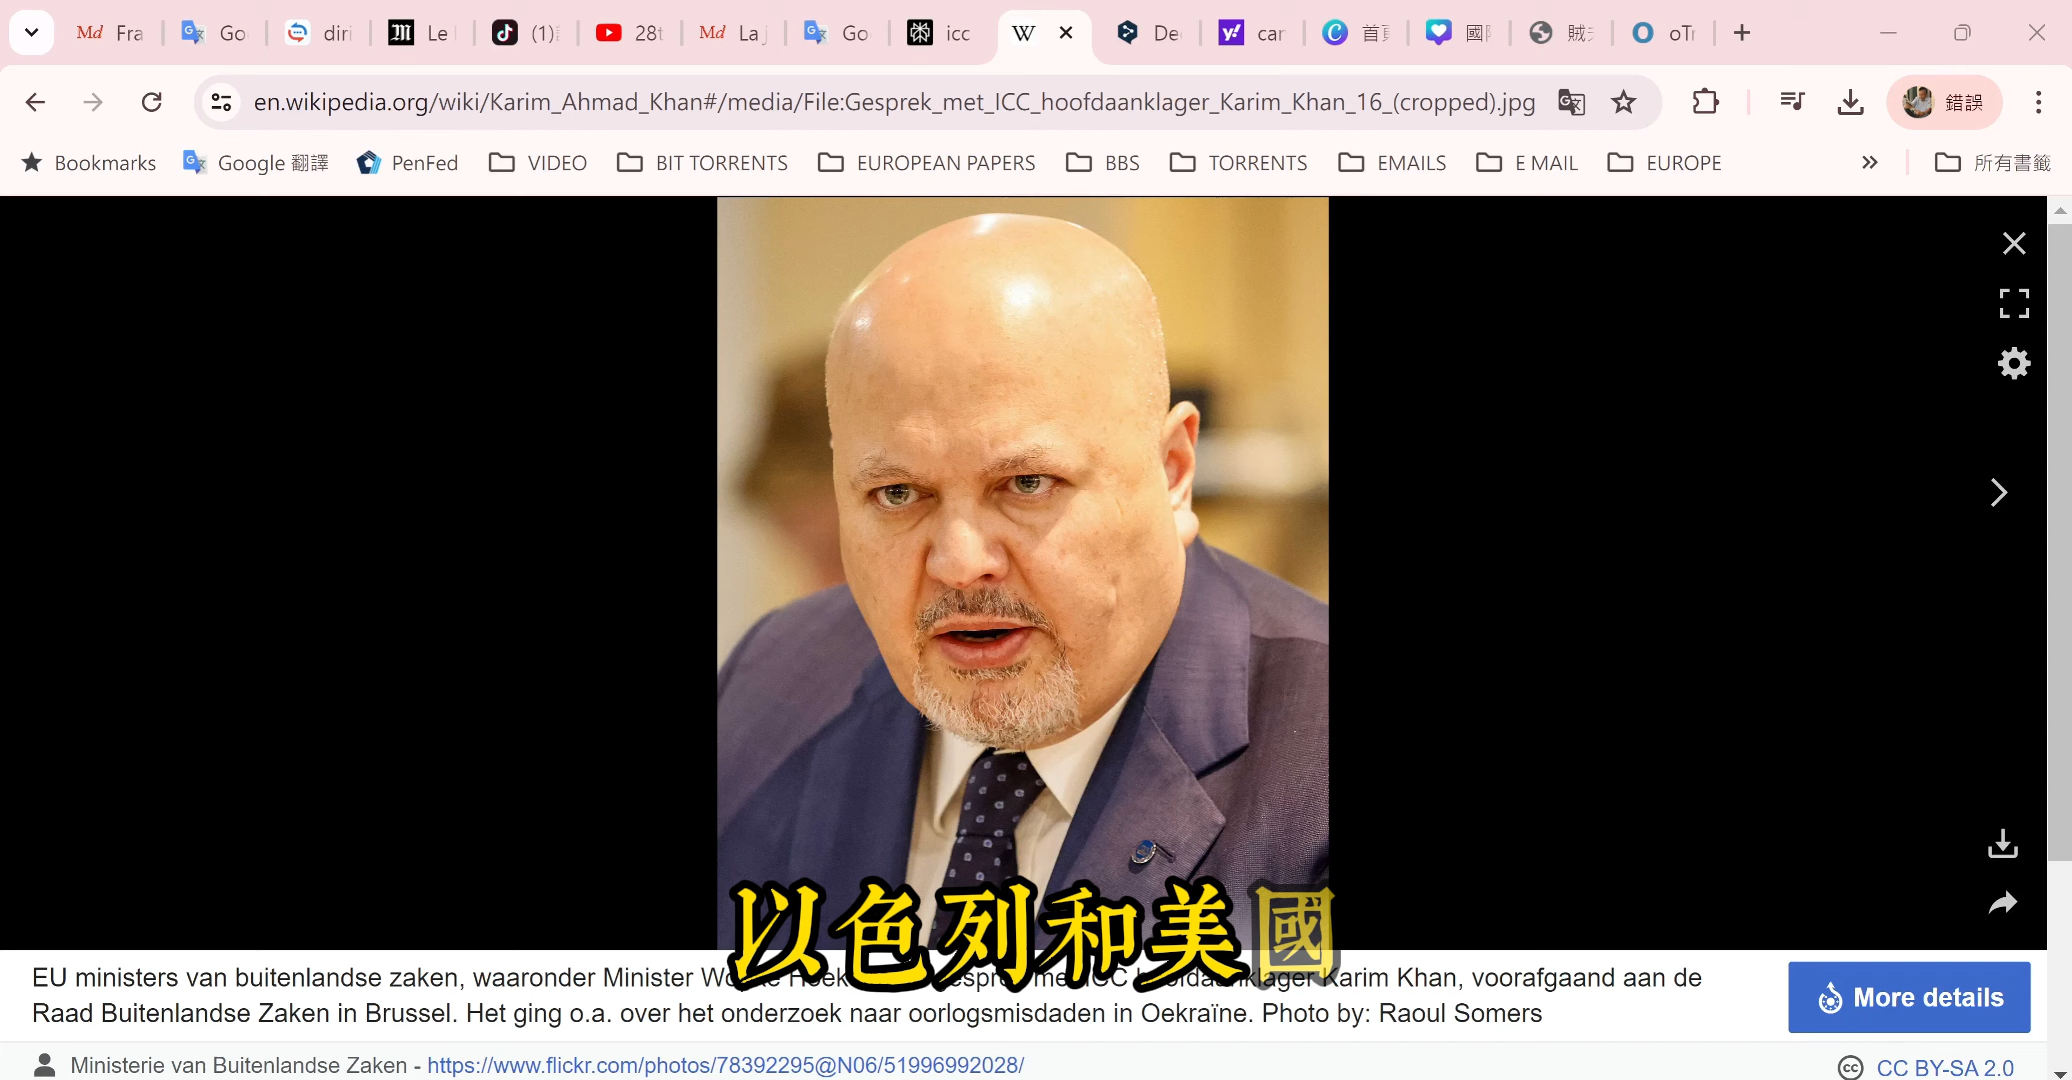 Fra
Go
diri
Le
(1)
28t
La j
Go
icc
W
De
car
首頁
oTr
en.wikipedia.org/wiki/Karim_Ahmad_Khan#/media/File:Gesprek_met_ICC_hoofdaanklager_Karim_Khan_16_(cropped).jpg
錯誤
Bookmarks
Google 翻譯
PenFed
VIDEO
BIT TORRENTS
EUROPEAN PAPERS
BBS
TORRENTS
EMAILS
E MAIL
EUROPE
所有書籤
以色列和美國
EU ministers van buitenlandse zaken, waaronder Minister ICC Karim Khan, voorafgaand aan de
Raad Buitenlandse Zaken in Brussel. Het ging o.a. over het onderzoek naar oorlogsmisdaden in Oekraïne. Photo by: Raoul Somers
More details
Ministerie van Buitenlandse Zaken - https://www.flickr.com/photos/78392295@N06/51996992028/
CC BY-SA 2.0